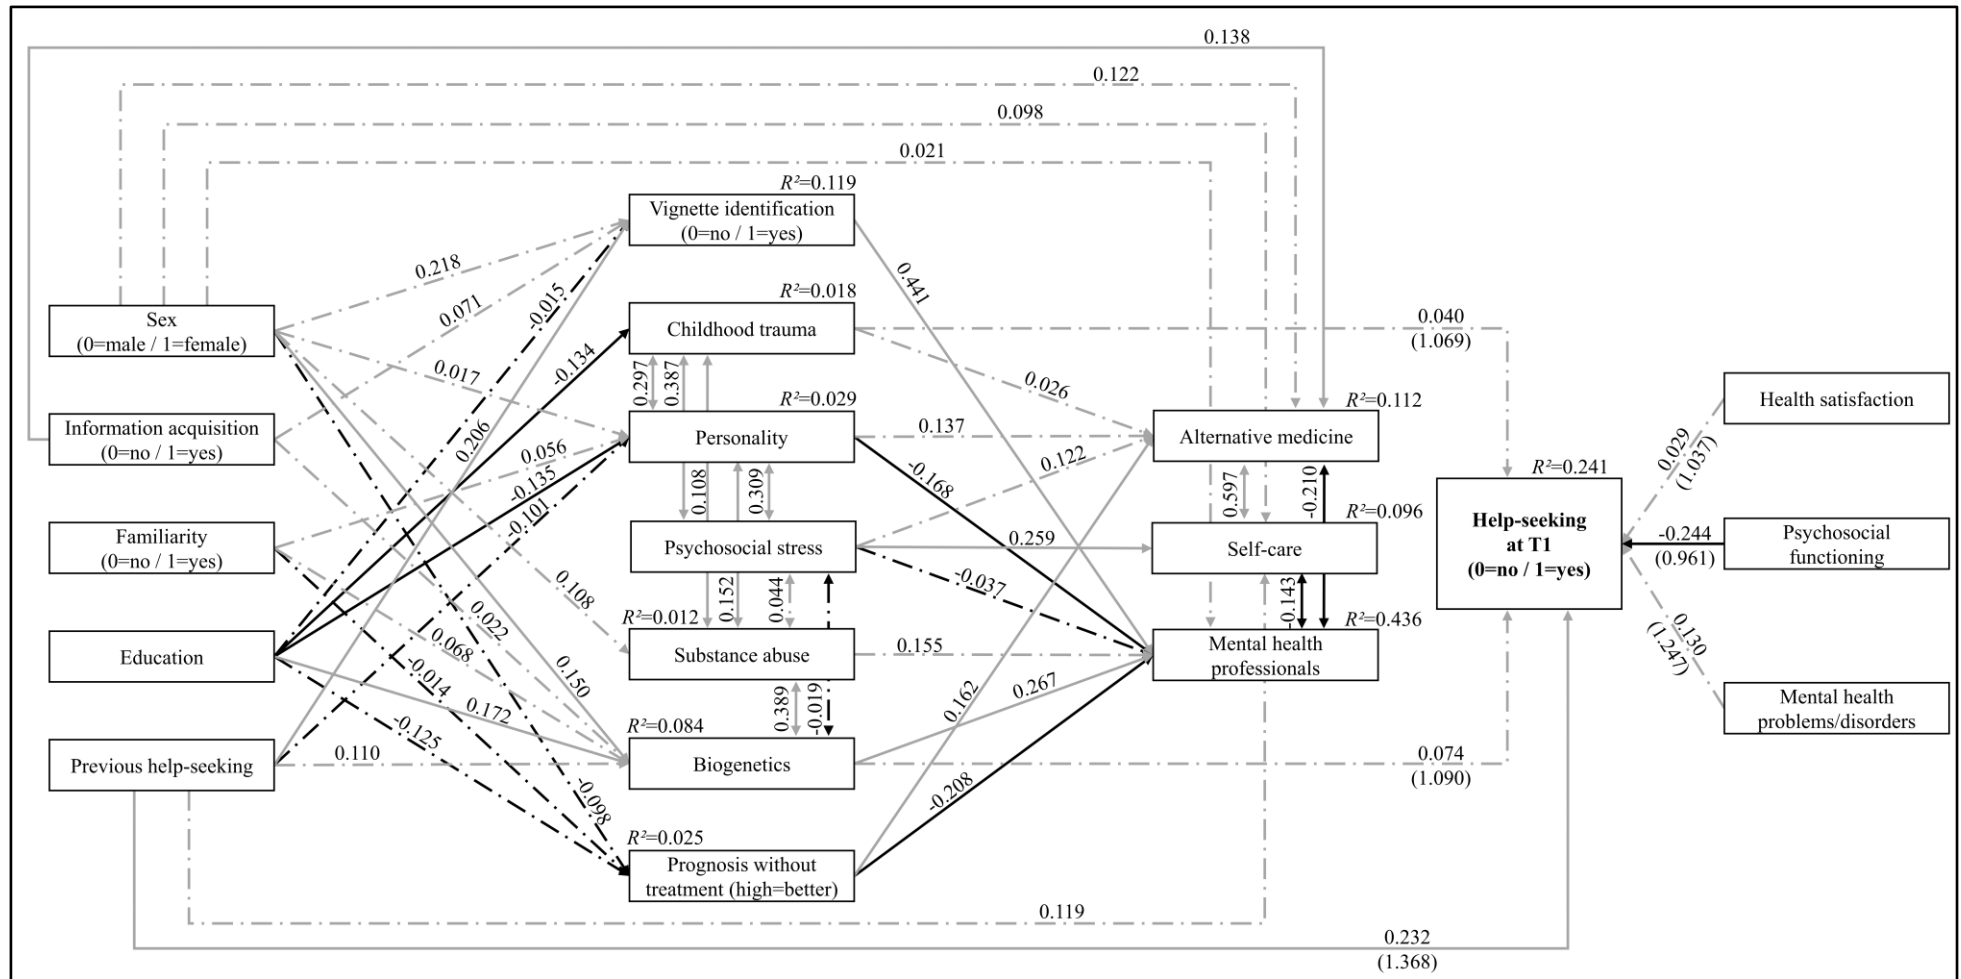 0.138
0.122
0.098
0.021
R²=0.119
Vignette identification
(0=no / 1=yes)
0.218
0.071
-0.015
0.441
Sex
(0=male / 1=female)
R²=0.018
Childhood trauma
0.040
(1.069)
-0.134
0.017
0.297
0.387
0.026
Information acquisition
(0=no / 1=yes)
0.206
0.056
-0.135
-0.101
R²=0.029
Personality
0.137
0.122
-0.168
R²=0.112
Alternative medicine
Health satisfaction
0.029
(1.037)
0.108
0.309
0.597
-0.210
R²=0.241
Familiarity
(0=no / 1=yes)
Psychosocial stress
0.259
-0.037
R²=0.096
Self-care
Help-seeking
at T1
(0=no / 1=yes)
-0.244
(0.961)
Psychosocial
functioning
0.108
0.152
0.044
-0.143
R²=0.012
Substance abuse
0.155
R²=0.436
Mental health
professionals
0.130
(1.247)
Education
0.022
0.068
-0.014
0.150
0.172
-0.125
0.389
-0.019
0.267
0.162
Mental health
problems/disorders
Previous help-seeking
0.110
R²=0.084
Biogenetics
0.074
(1.090)
-0.098
-0.208
R²=0.025
Prognosis without
treatment (high=better)
0.119
0.232
(1.368)